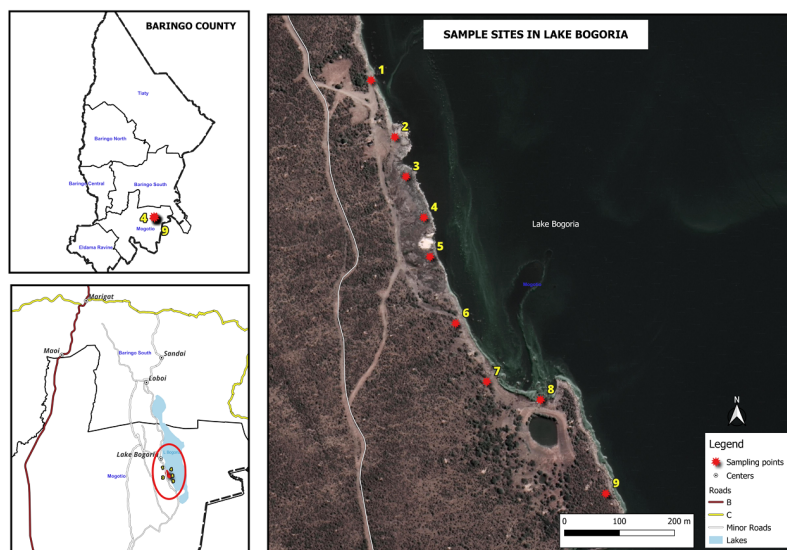 BARINGO COUNTY
Tiaty
Baringo North
Baringo Central
Baringo South
4
Mogotio
9
Eldama Ravine
Marigat
Maoi
Baringo South
Sandai
Loboi
Lake Bogoria
Mogotio
SAMPLE SITES IN LAKE BOGORIA
1
2
3
4
5
6
7
8
9
Lake Bogoria
Mogotio
N
Legend
Sampling points
Centers
Roads
B
C
Minor Roads
Lakes
0 100 200 m